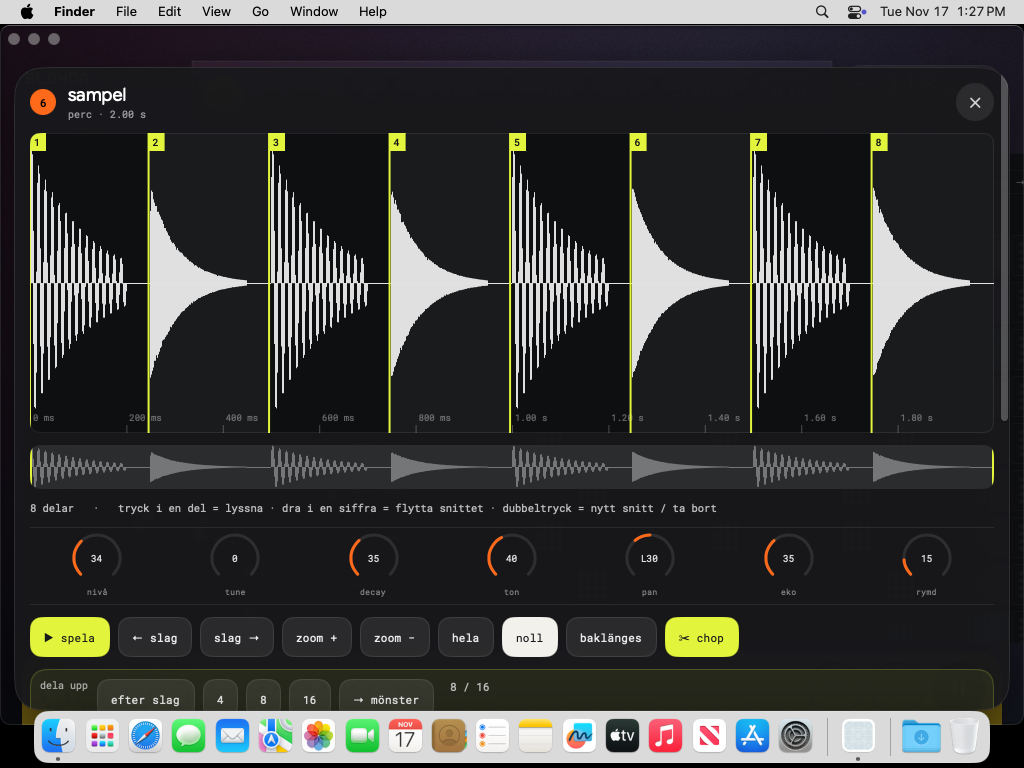 Finder File Edit View Go Window Help Tue Nov 17 1:27 PM
6 sampel
perc · 2.00 s
1 2 3 4 5 6 7 8
0 ms 200 ms 400 ms 600 ms 800 ms 1.00 s 1.20 s 1.40 s 1.60 s 1.80 s
8 delar · tryck i en del = lyssna · dra i en siffra = flytta snittet · dubbeltryck = nytt snitt / ta bort
34 0 35 40 L30 35 15
nivå tune decay ton pan eko rymd
▶ spela ← slag slag → zoom + zoom − hela noll baklänges ✂ chop
dela upp efter slag 4 8 16 → mönster 8 / 16
NOV
17
tv